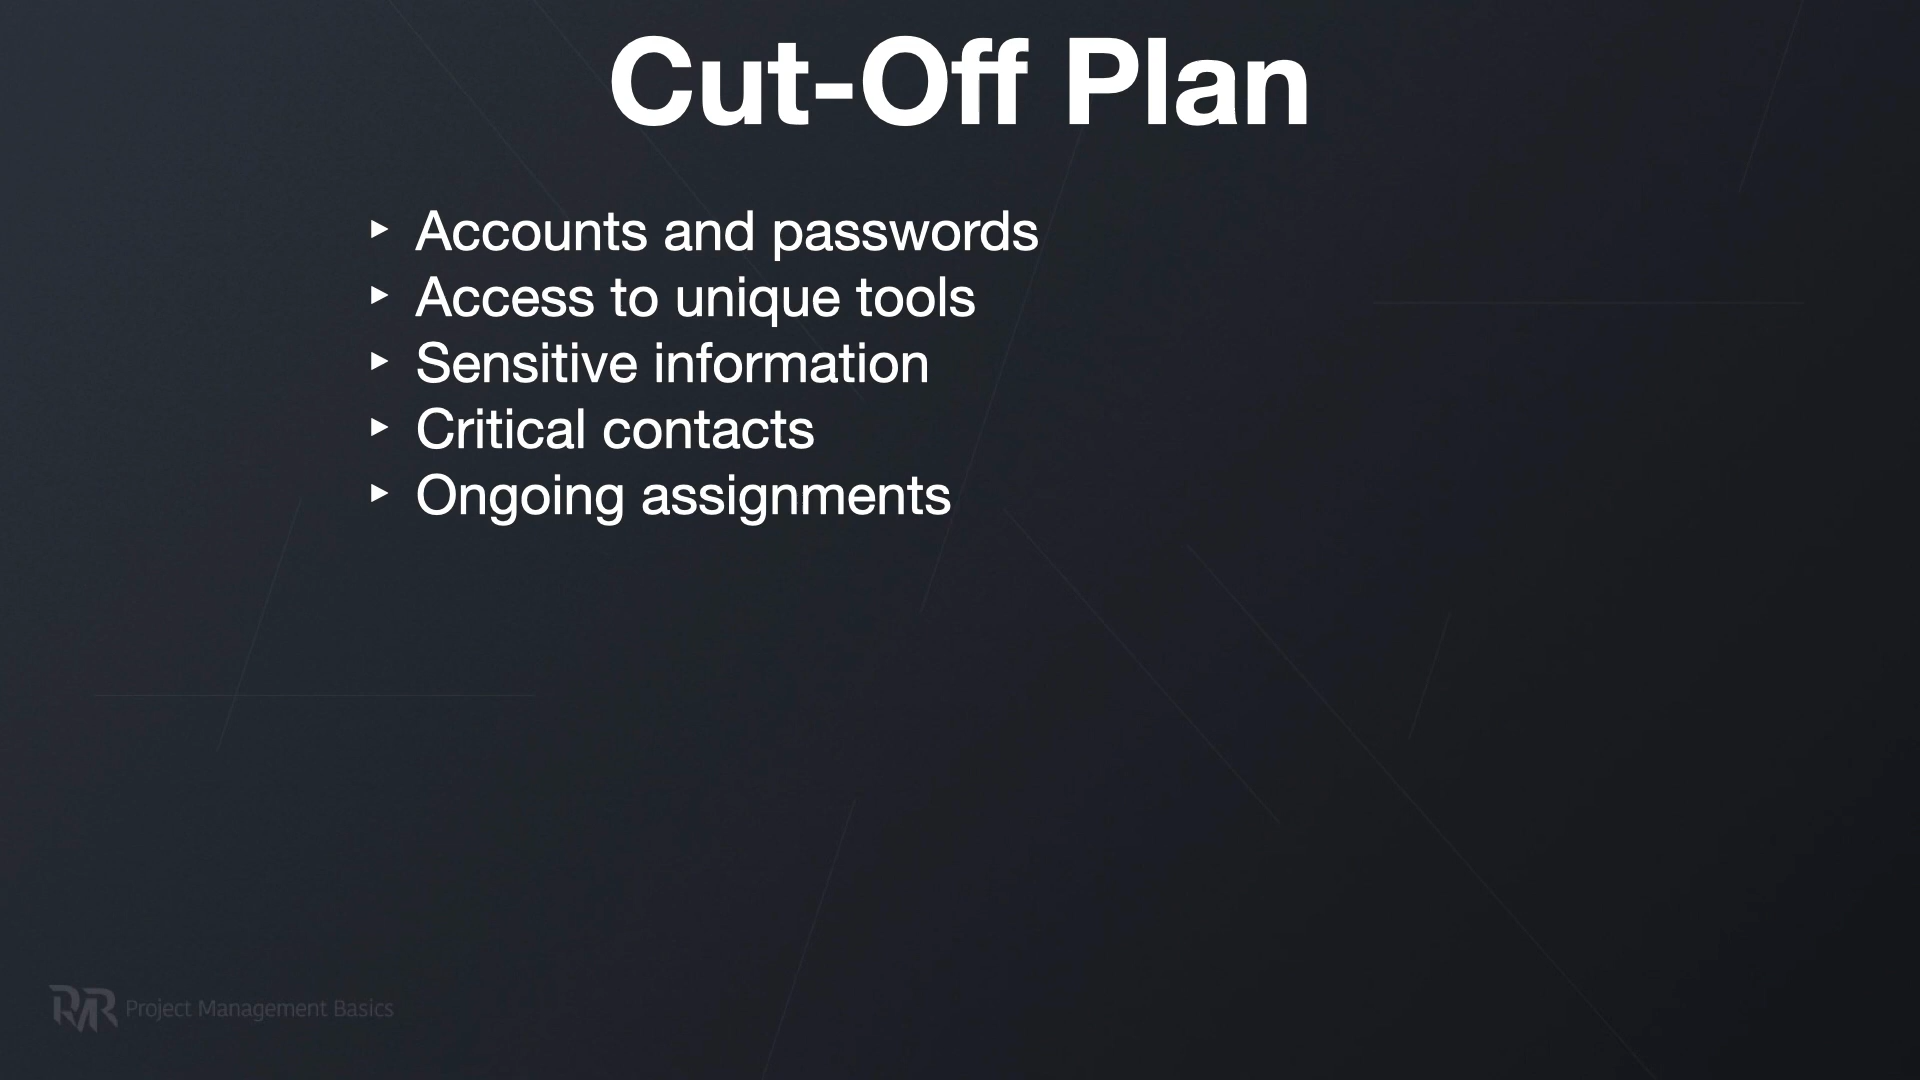 Cut-Off Plan
▸ Accounts and passwords
▸ Access to unique tools
▸ Sensitive information
▸ Critical contacts
▸ Ongoing assignments
Project Management Basics